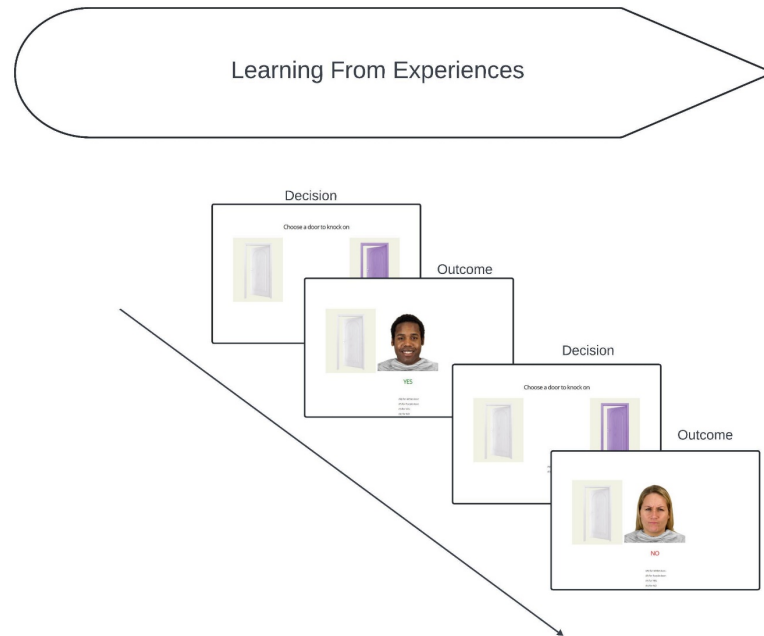 Learning From Experiences
Decision
Choose a door to knock on
Outcome
YES
Decision
Choose a door to knock on
Outcome
NO